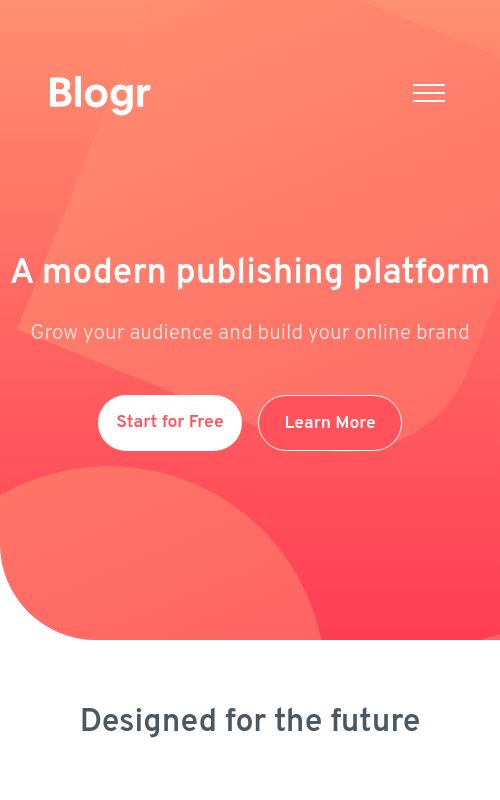 Blogr
A modern publishing platform
Grow your audience and build your online brand
Start for Free
Learn More
Designed for the future